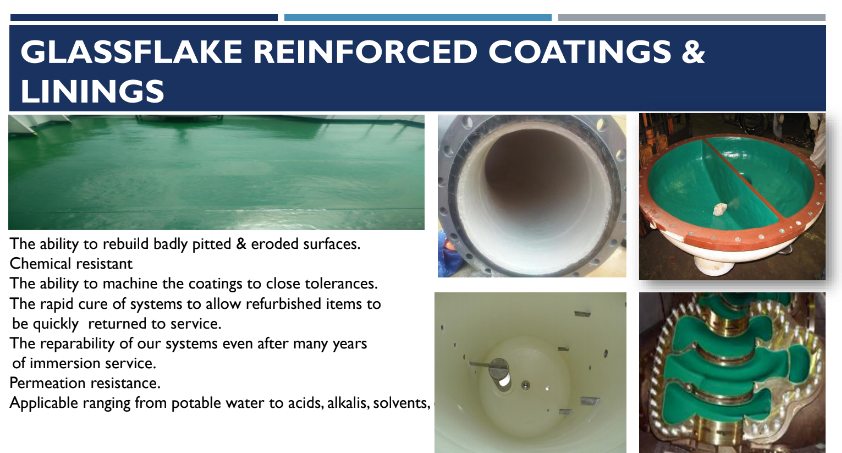 GLASSFLAKE REINFORCED COATINGS &
LININGS
The ability to rebuild badly pitted & eroded surfaces.
Chemical resistant
The ability to machine the coatings to close tolerances.
The rapid cure of systems to allow refurbished items to
be quickly returned to service.
The reparability of our systems even after many years
of immersion service.
Permeation resistance.
Applicable ranging from potable water to acids, alkalis, solvents,